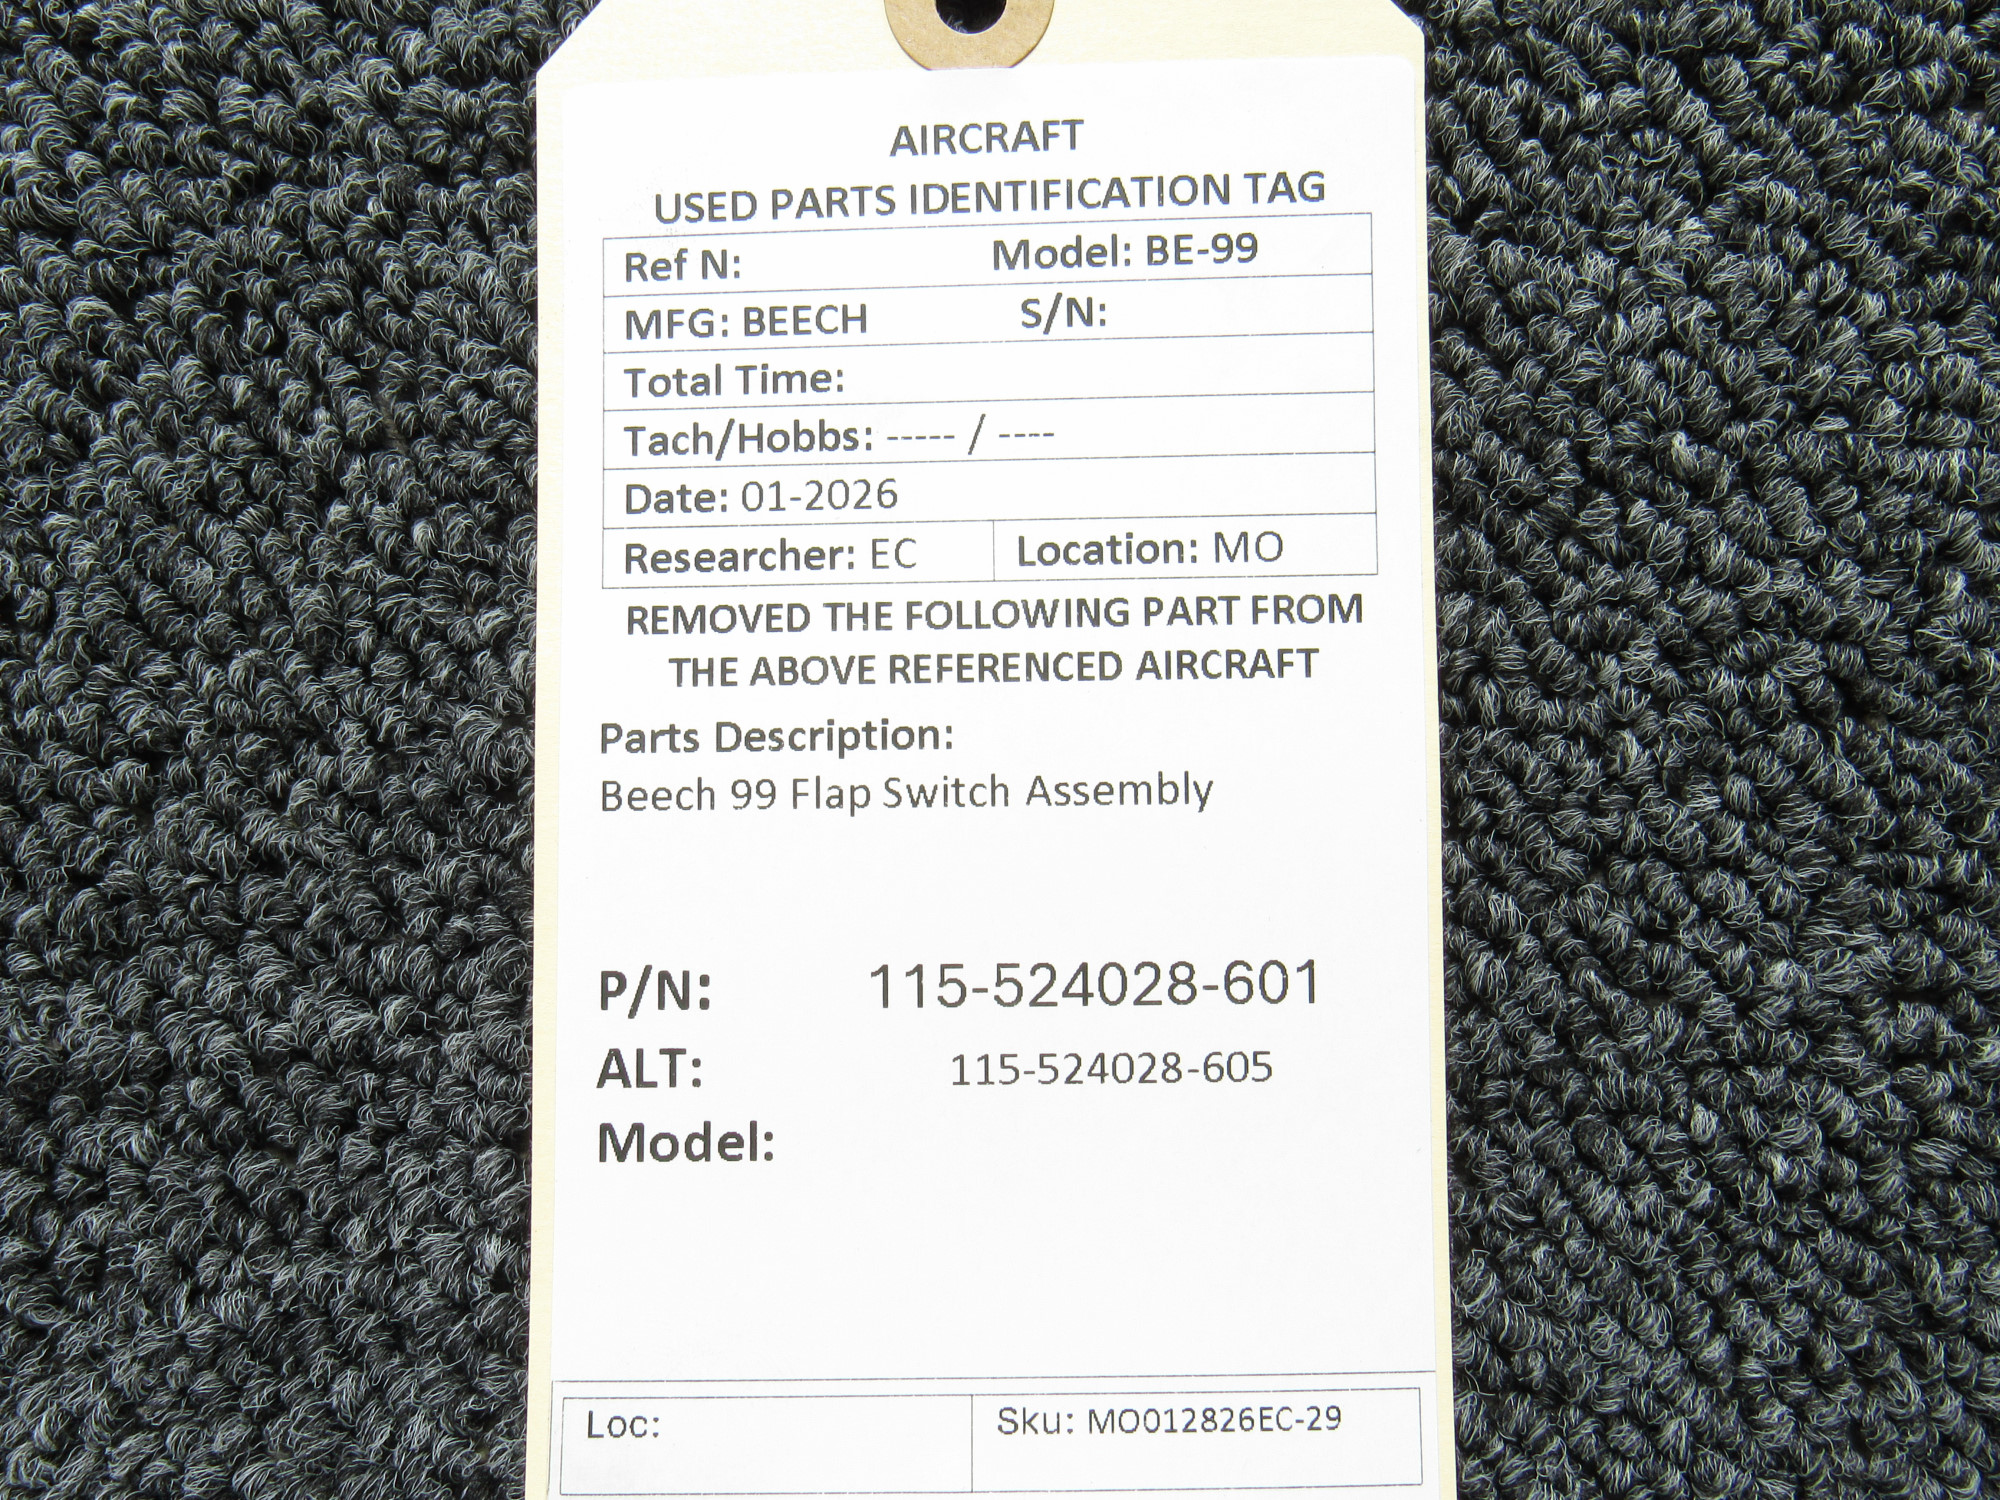 AIRCRAFT
USED PARTS IDENTIFICATION TAG
Ref N: Model: BE-99
MFG: BEECH S/N:
Total Time:
Tach/Hobbs: ----- / ----
Date: 01-2026
Researcher: EC Location: MO
REMOVED THE FOLLOWING PART FROM
THE ABOVE REFERENCED AIRCRAFT
Parts Description:
Beech 99 Flap Switch Assembly
P/N: 115-524028-601
ALT: 115-524028-605
Model:
Loc: Sku: MO012826EC-29